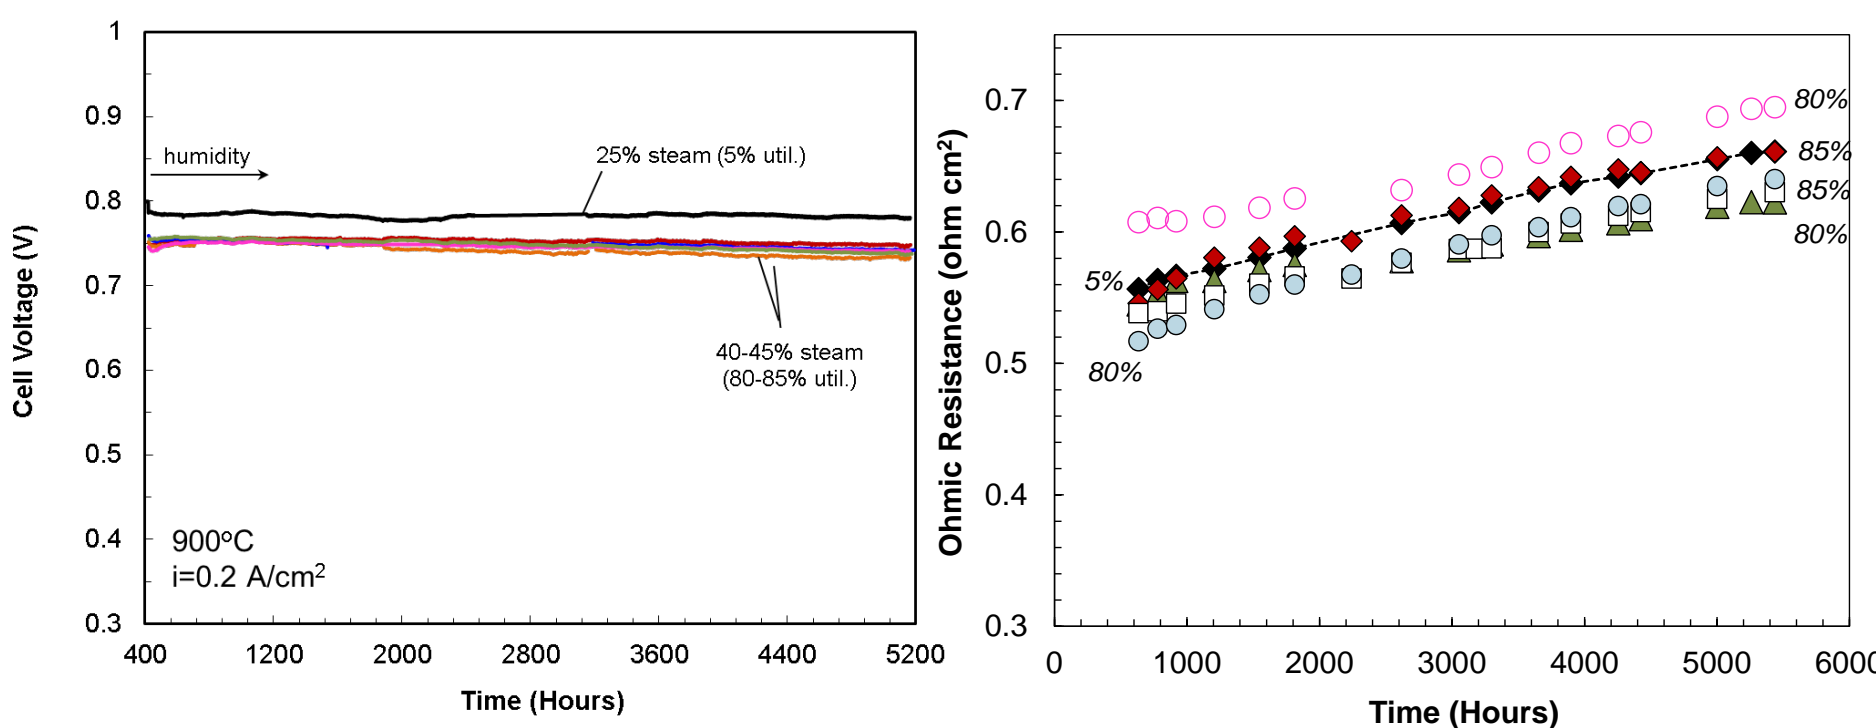 1
0.9
0.8
0.7
0.6
0.5
0.4
0.3
Cell Voltage (V)
humidity
25% steam (5% util.)
40-45% steam
(80-85% util.)
900°C
i=0.2 A/cm²
400 1200 2000 2800 3600 4400 5200
Time (Hours)
0.7
0.6
0.5
0.4
0.3
Ohmic Resistance (ohm cm²)
80%
85%
85%
80%
5%
80%
0 1000 2000 3000 4000 5000 6000
Time (Hours)